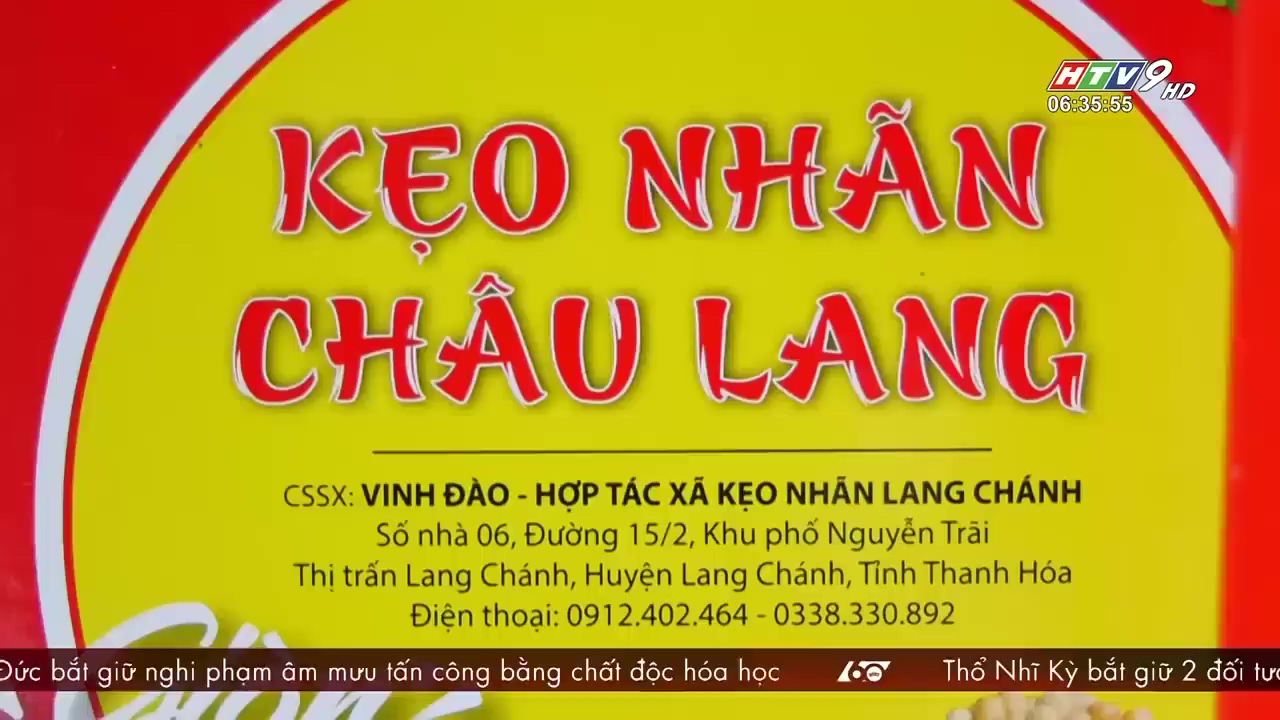 HTV9 HD
06:35:55
KẸO NHÃN
CHÂU LANG
CSSX: VINH ĐÀO - HỢP TÁC XÃ KẸO NHÃN LANG CHÁNH
Số nhà 06, Đường 15/2, Khu phố Nguyễn Trãi
Thị trấn Lang Chánh, Huyện Lang Chánh, Tỉnh Thanh Hóa
Điện thoại: 0912.402.464 - 0338.330.892
Đức bắt giữ nghi phạm âm mưu tấn công bằng chất độc hóa học 60 Thổ Nhĩ Kỳ bắt giữ 2 đối